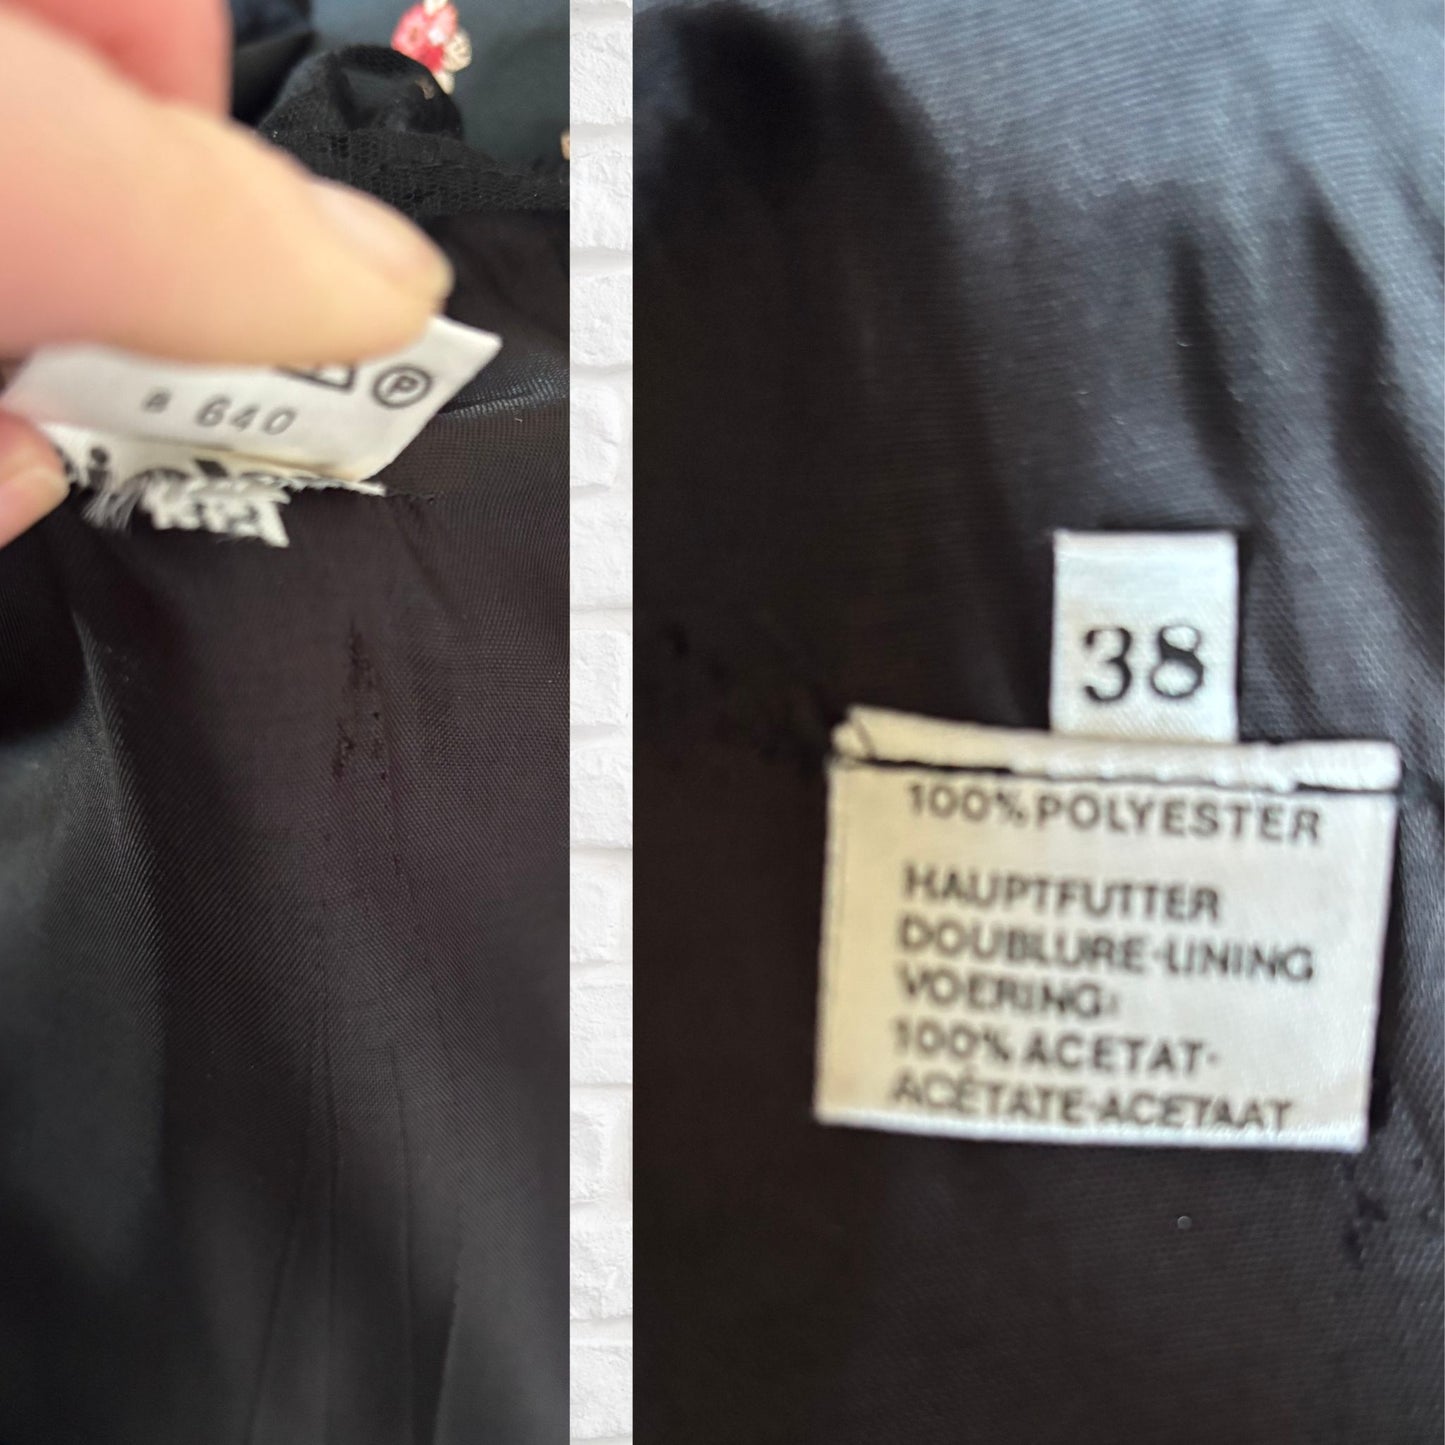 P
a 640
38
100% POLYESTER
HAUPTFUTTER
DOUBLURE-LINING
VOERING:
100% ACETAT-
ACÉTATE-ACETAAT